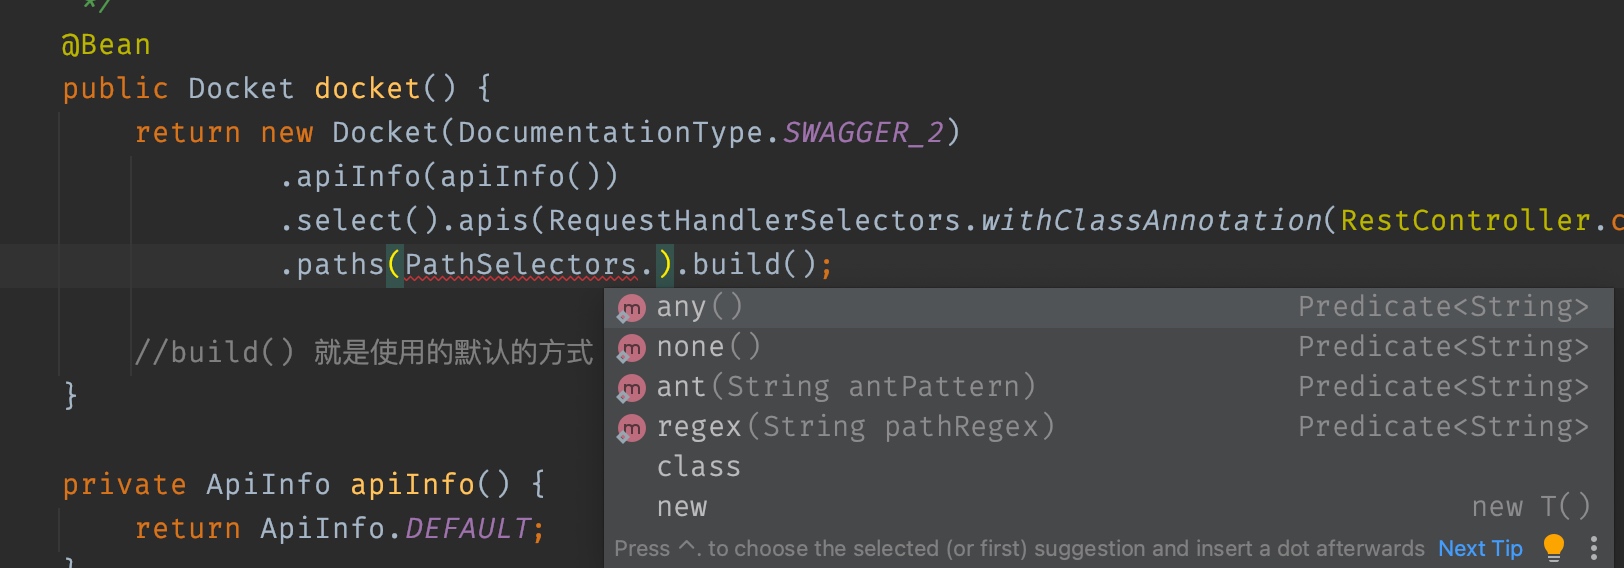 */
@Bean
public Docket docket() {
return new Docket(DocumentationType.SWAGGER_2)
.apiInfo(apiInfo())
.select().apis(RequestHandlerSelectors.withClassAnnotation(RestController.c
.paths(PathSelectors.).build();
any() Predicate<String>
none() Predicate<String>
ant(String antPattern) Predicate<String>
regex(String pathRegex) Predicate<String>
class
new new T()
Press ^. to choose the selected (or first) suggestion and insert a dot afterwards Next Tip
//build() 就是使用的默认的方式
}
private ApiInfo apiInfo() {
return ApiInfo.DEFAULT;
}